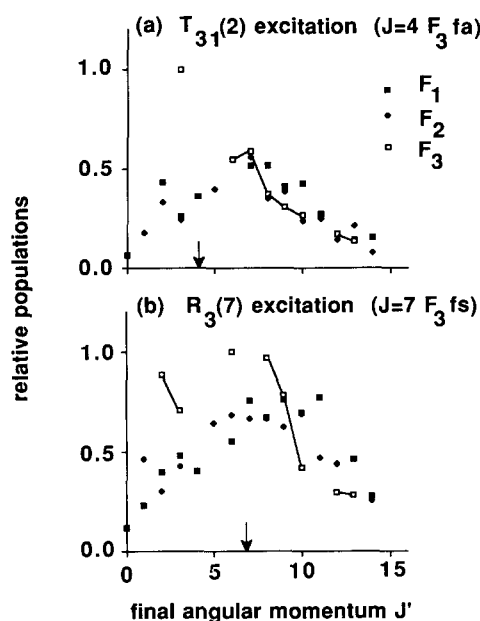 (a) T31(2) excitation (J=4 F3 fa)
1.0
F1
F2
F3
0.5
0.0
relative populations
(b) R3(7) excitation (J=7 F3 fs)
1.0
0.5
0.0
0 5 10 15
final angular momentum J'